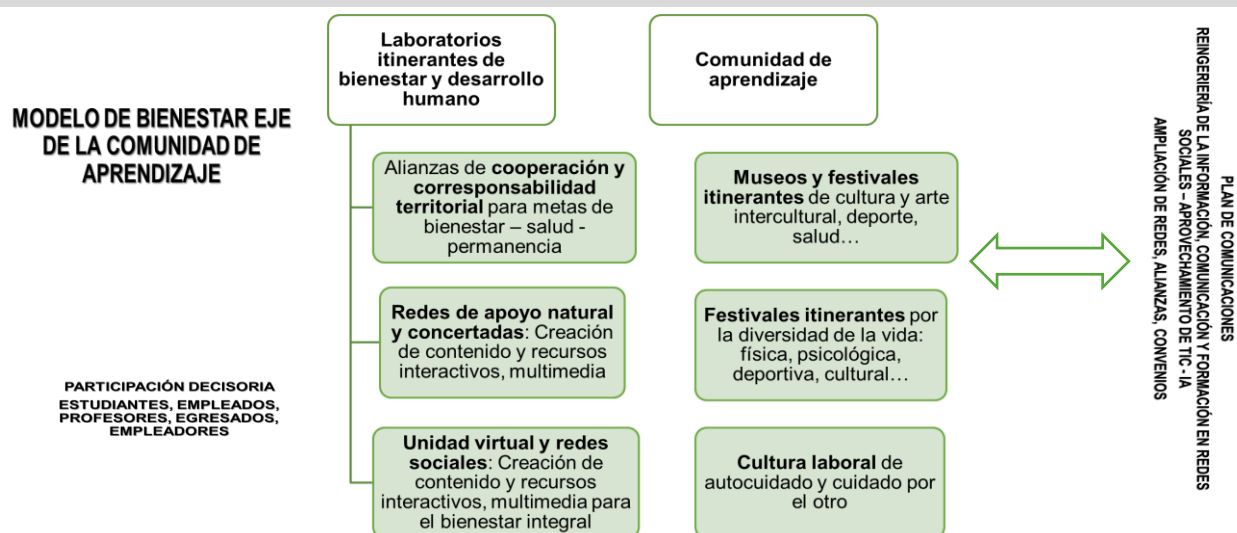 MODELO DE BIENESTAR EJE
DE LA COMUNIDAD DE
APRENDIZAJE
PARTICIPACIÓN DECISORIA
ESTUDIANTES, EMPLEADOS,
PROFESORES, EGRESADOS,
EMPLEADORES
Laboratorios
itinerantes de
bienestar y desarrollo
humano
Alianzas de cooperación y
corresponsabilidad
territorial para metas de
bienestar – salud -
permanencia
Redes de apoyo natural
y concertadas: Creación
de contenido y recursos
interactivos, multimedia
Unidad virtual y redes
sociales: Creación de
contenido y recursos
interactivos, multimedia para
el bienestar integral
Comunidad de
aprendizaje
Museos y festivales
itinerantes de cultura y arte
intercultural, deporte,
salud…
Festivales itinerantes por
la diversidad de la vida:
física, psicológica,
deportiva, cultural…
Cultura laboral de
autocuidado y cuidado por
el otro
PLAN DE COMUNICACIONES
REINGERIERÍA DE LA INFORMACIÓN, COMUNICACIÓN Y FORMACIÓN EN REDES
SOCIALES – APROVECHAMIENTO DE TIC - IA
AMPLIACIÓN DE REDES, ALIANZAS, CONVENIOS